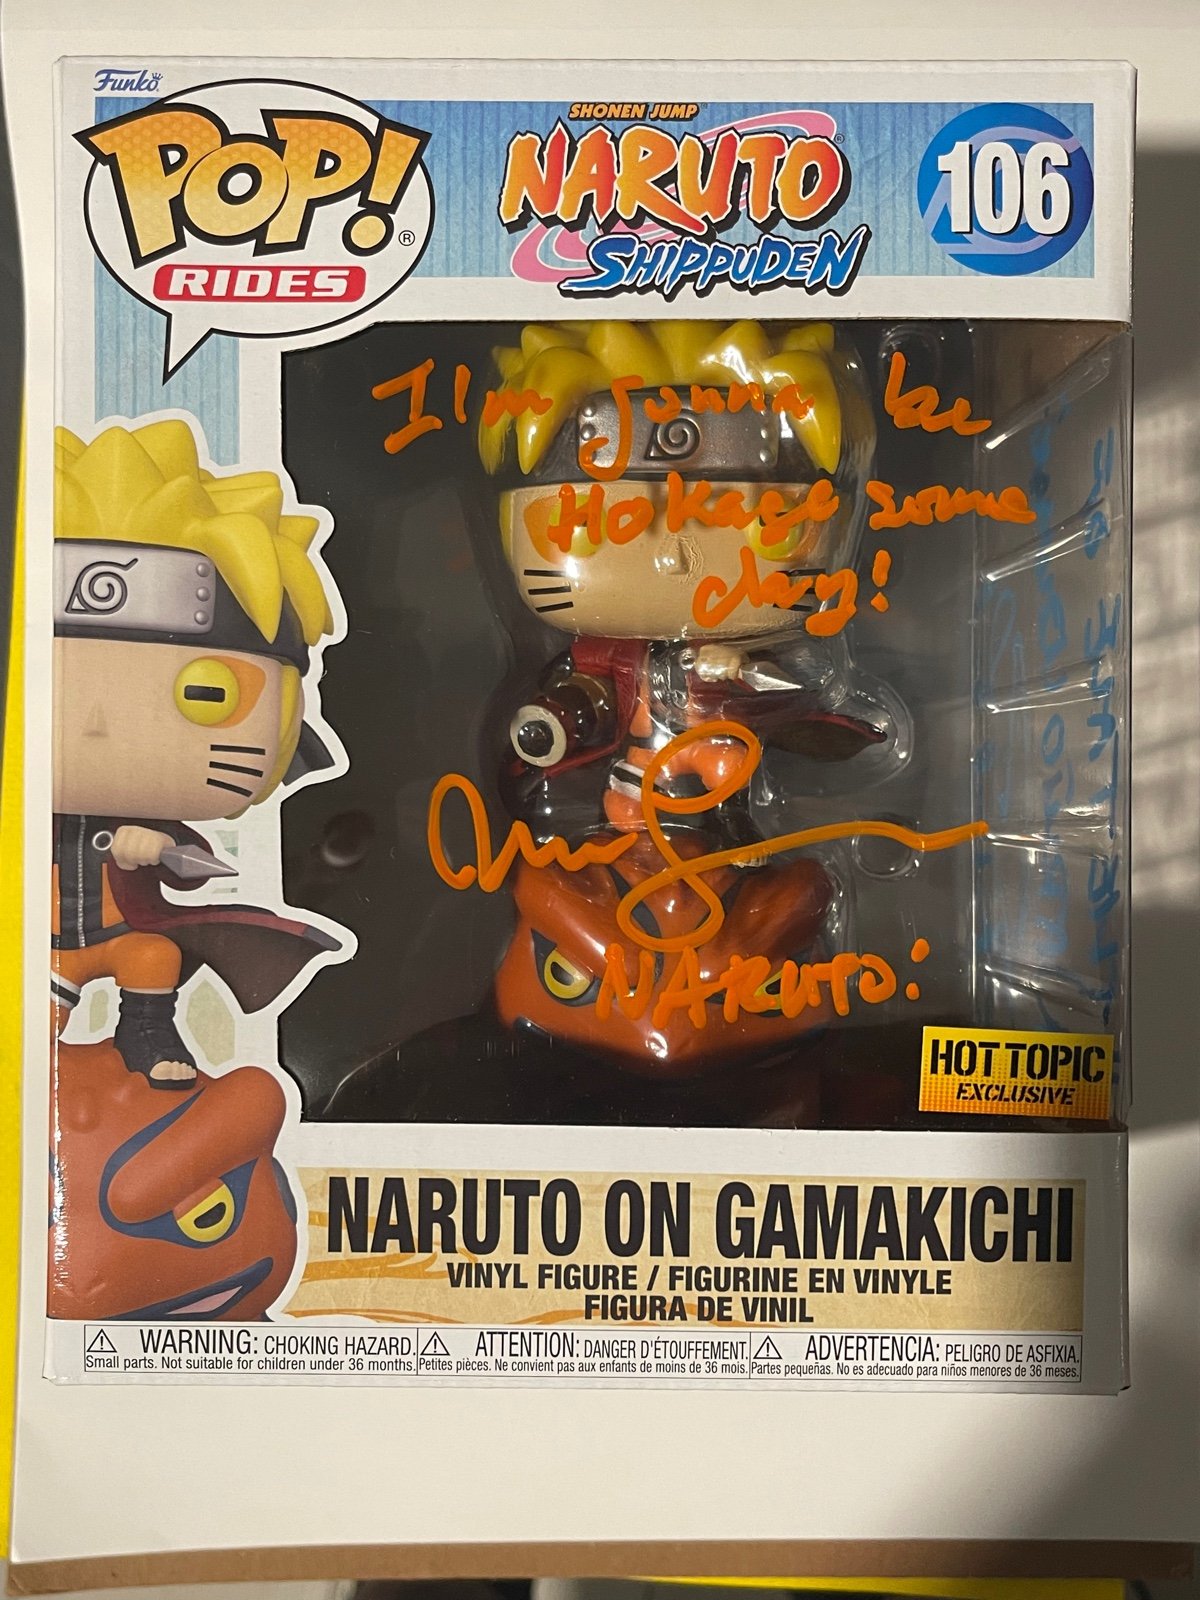 Funko
POP!®
RIDES
SHONEN JUMP
NARUTO
SHIPPUDEN
106
I'm gonna be
Hokage some
day!
NARUTO!
HOT TOPIC
EXCLUSIVE
NARUTO ON GAMAKICHI
VINYL FIGURE / FIGURINE EN VINYLE
FIGURA DE VINIL
WARNING: CHOKING HAZARD.
Small parts. Not suitable for children under 36 months.
ATTENTION: DANGER D'ÉTOUFFEMENT.
Petites pièces. Ne convient pas aux enfants de moins de 36 mois.
ADVERTENCIA: PELIGRO DE ASFIXIA.
Partes pequeñas. No es adecuado para niños menores de 36 meses.